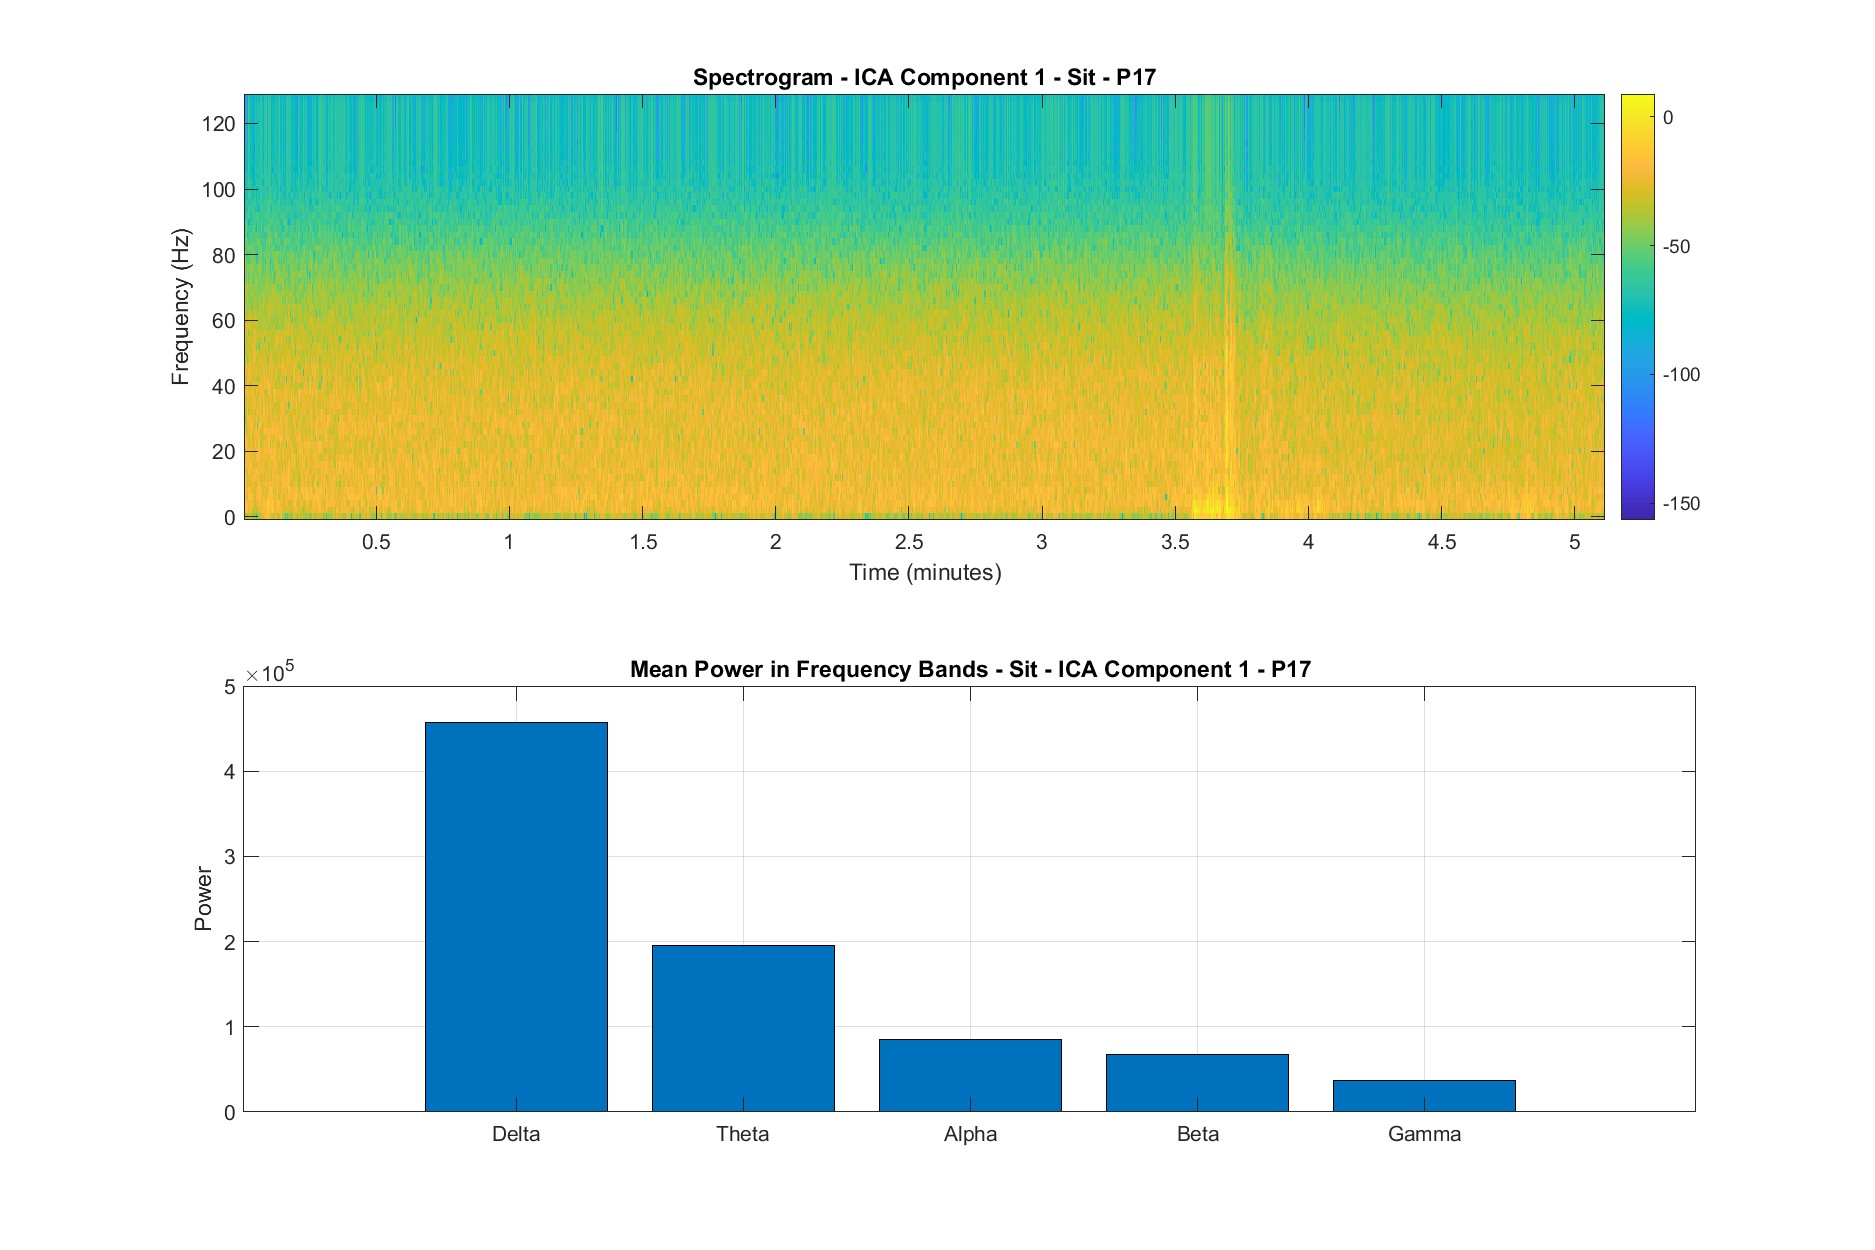 Spectrogram - ICA Component 1 - Sit - P17
120
100
80
60
40
20
0
Frequency (Hz)
0.5 1 1.5 2 2.5 3 3.5 4 4.5 5
Time (minutes)
0
-50
-100
-150
Mean Power in Frequency Bands - Sit - ICA Component 1 - P17
×10^5
5
4
3
2
1
0
Power
Delta Theta Alpha Beta Gamma